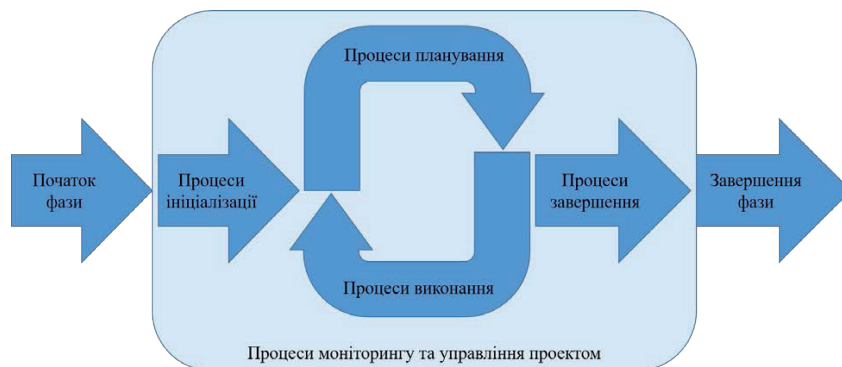 Процеси планування
Початок
фази
Процеси
ініціалізації
Процеси
завершення
Завершення
фази
Процеси виконання
Процеси моніторингу та управління проектом